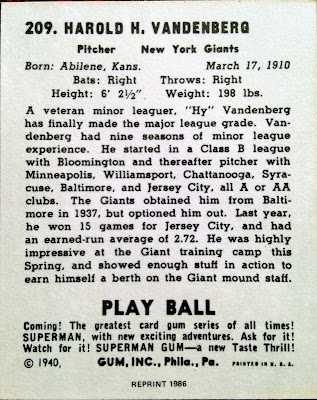 209. HAROLD H. VANDENBERG
Pitcher New York Giants
Born: Abilene, Kans. March 17, 1910
Bats: Right Throws: Right
Height: 6' 2½" Weight: 198 lbs.
A veteran minor leaguer, "Hy" Vandenberg
has finally made the major league grade. Van-
denberg had nine seasons of minor league
experience. He started in a Class B league
with Bloomington and thereafter pitcher with
Minneapolis, Williamsport, Chattanooga, Syra-
cuse, Baltimore, and Jersey City, all A or AA
clubs. The Giants obtained him from Balti-
more in 1937, but optioned him out. Last year,
he won 15 games for Jersey City, and had
an earned-run average of 2.72. He was highly
impressive at the Giant training camp this
Spring, and showed enough stuff in action to
earn himself a berth on the Giant mound staff.
PLAY BALL
Coming! The greatest card gum series of all times!
SUPERMAN, with new exciting adventures. Ask for it!
Watch for it! SUPERMAN GUM—a new Taste Thrill!
© 1940, GUM, INC., Phila., Pa. PRINTED IN U.S.A.
REPRINT 1986